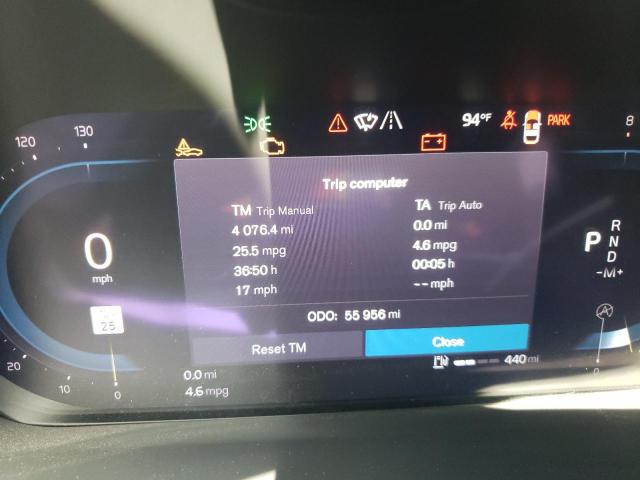 94°F PARK
120 130 8
Trip computer
TM Trip Manual TA Trip Auto
4 076.4 mi 0.0 mi
25.5 mpg 4.6 mpg
36:50 h 00:05 h
17 mph -- mph
ODO: 55 956 mi
Reset TM Close
0
mph
25
20
10
0
0.0 mi
4.6 mpg
440 mi
P
R
N
D
-M+
A
0